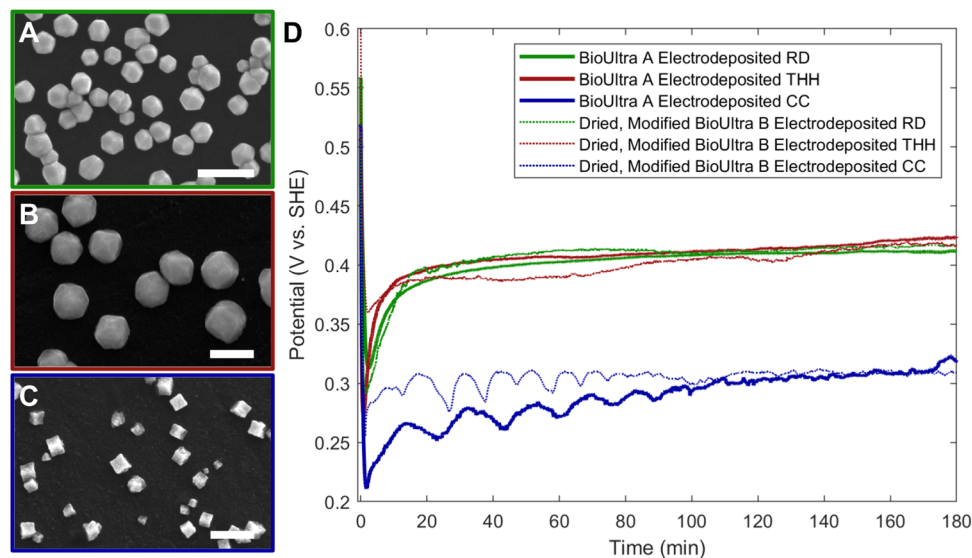 A
B
C
D
0.6
0.55
0.5
0.45
0.4
0.35
0.3
0.25
0.2
Potential (V vs. SHE)
BioUltra A Electrodeposited RD
BioUltra A Electrodeposited THH
BioUltra A Electrodeposited CC
Dried, Modified BioUltra B Electrodeposited RD
Dried, Modified BioUltra B Electrodeposited THH
Dried, Modified BioUltra B Electrodeposited CC
0 20 40 60 80 100 120 140 160 180
Time (min)